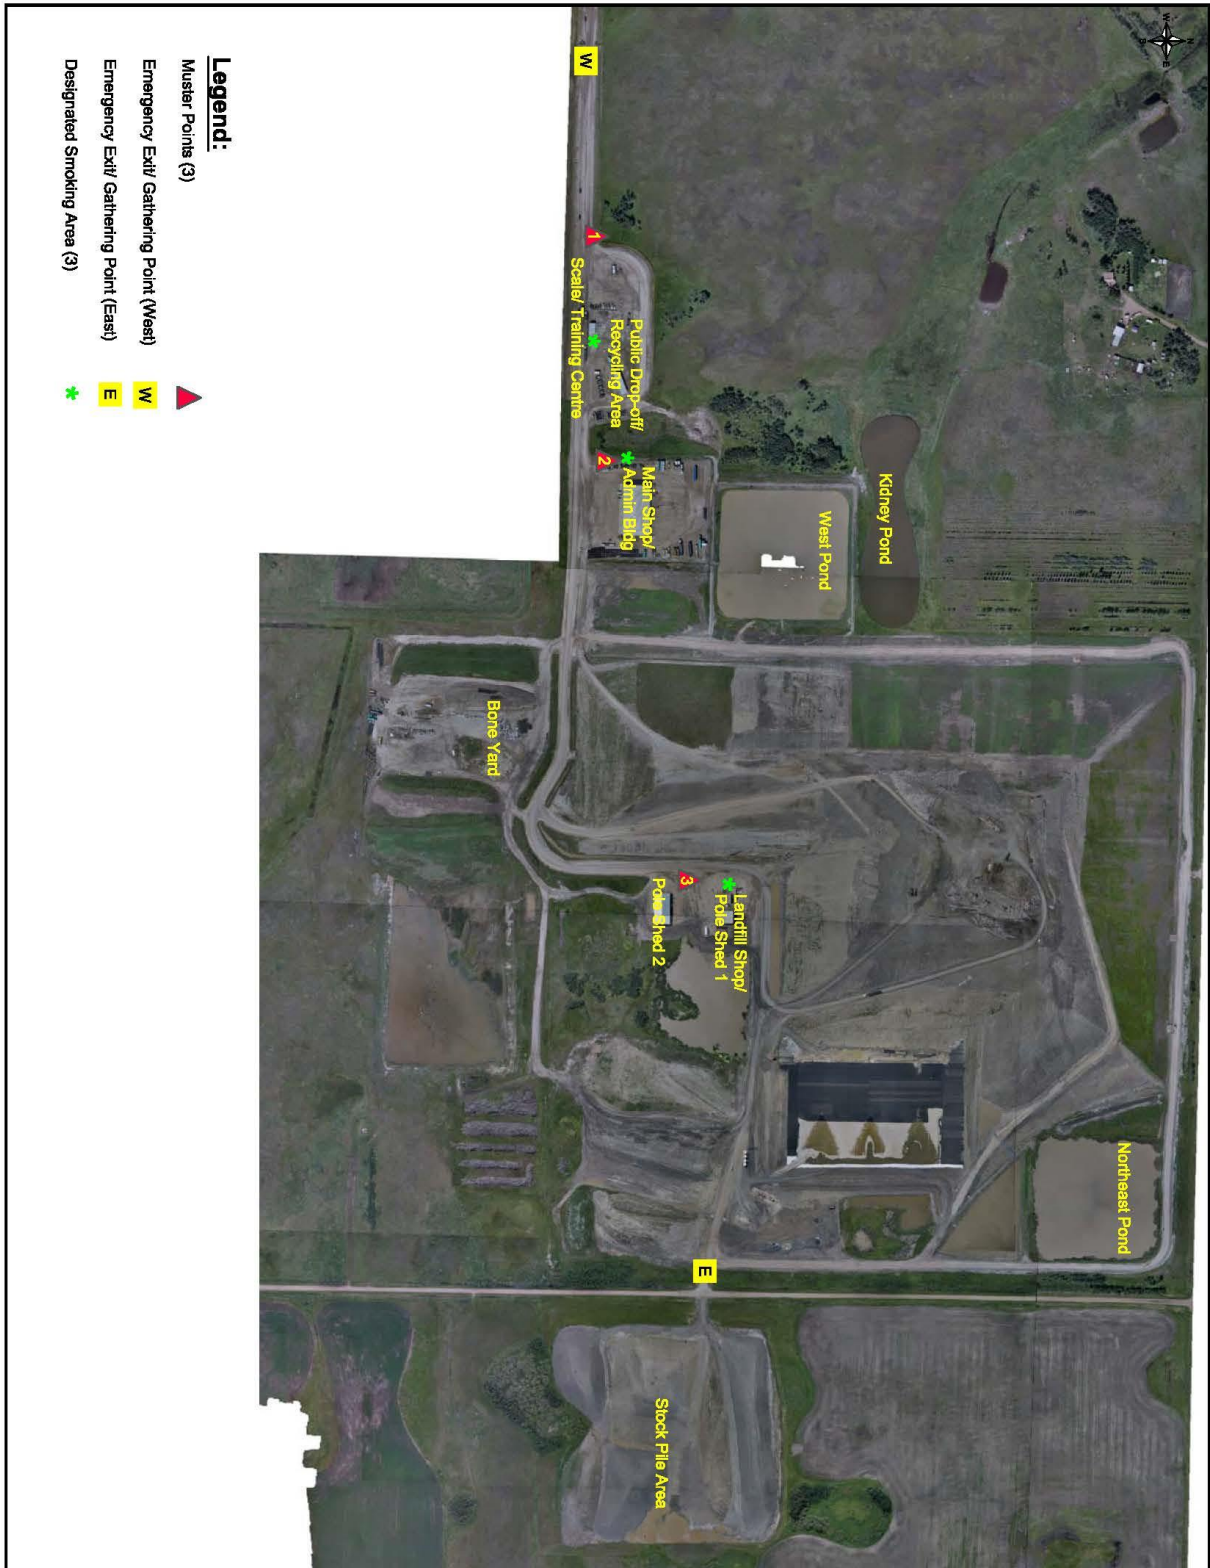 Legend:
Muster Points (3)
Emergency Exit/ Gathering Point (West)
W
Emergency Exit/ Gathering Point (East)
E
Designated Smoking Area (3)
W
1
Scale/ Training Centre
Public Drop-off/
Recycling Area
2
Main Shop/
Admin Bldg
West Pond
Kidney Pond
Bone Yard
3
Pole Shed 2
Landfill Shop/
Pole Shed 1
Northeast Pond
E
Stock Pile Area
N
E
S
W